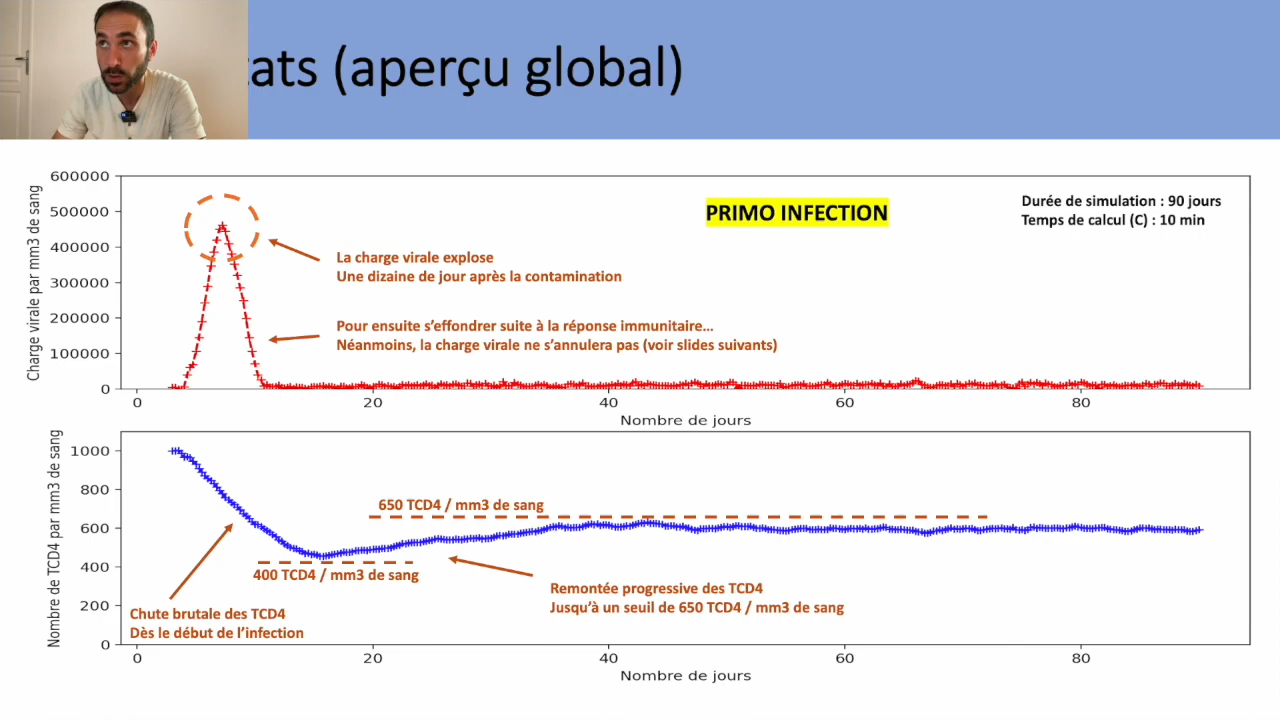 tats (aperçu global)
600000
500000
400000
300000
200000
100000
0
Charge virale par mm3 de sang
PRIMO INFECTION
Durée de simulation : 90 jours
Temps de calcul (C) : 10 min
La charge virale explose
Une dizaine de jour après la contamination
Pour ensuite s’effondrer suite à la réponse immunitaire…
Néanmoins, la charge virale ne s’annulera pas (voir slides suivants)
0 20 40 60 80
Nombre de jours
1000
800
600
400
200
0
Nombre de TCD4 par mm3 de sang
650 TCD4 / mm3 de sang
400 TCD4 / mm3 de sang
Remontée progressive des TCD4
Jusqu’à un seuil de 650 TCD4 / mm3 de sang
Chute brutale des TCD4
Dès le début de l’infection
0 20 40 60 80
Nombre de jours